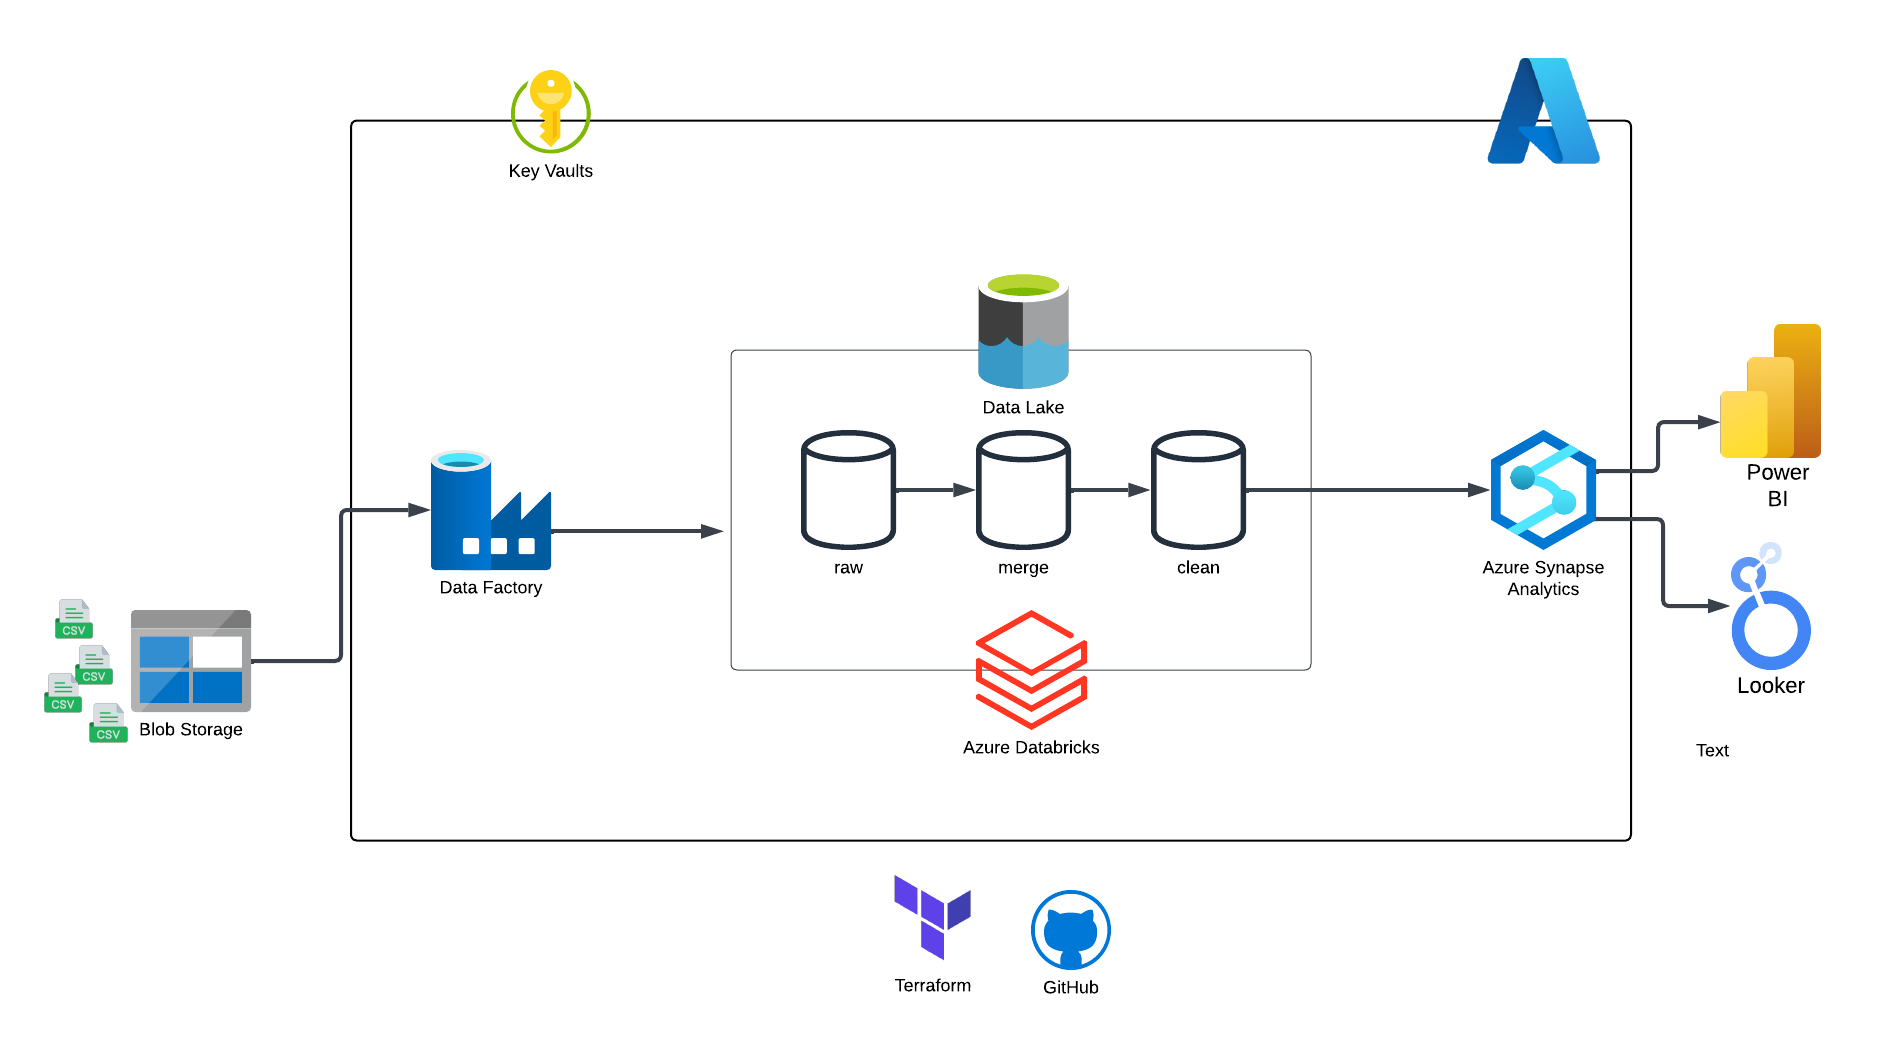 Key Vaults
Data Lake
Data Factory
raw
merge
clean
Azure Synapse
Analytics
Power
BI
CSV
CSV
CSV
CSV
Blob Storage
Azure Databricks
Looker
Text
Terraform
GitHub